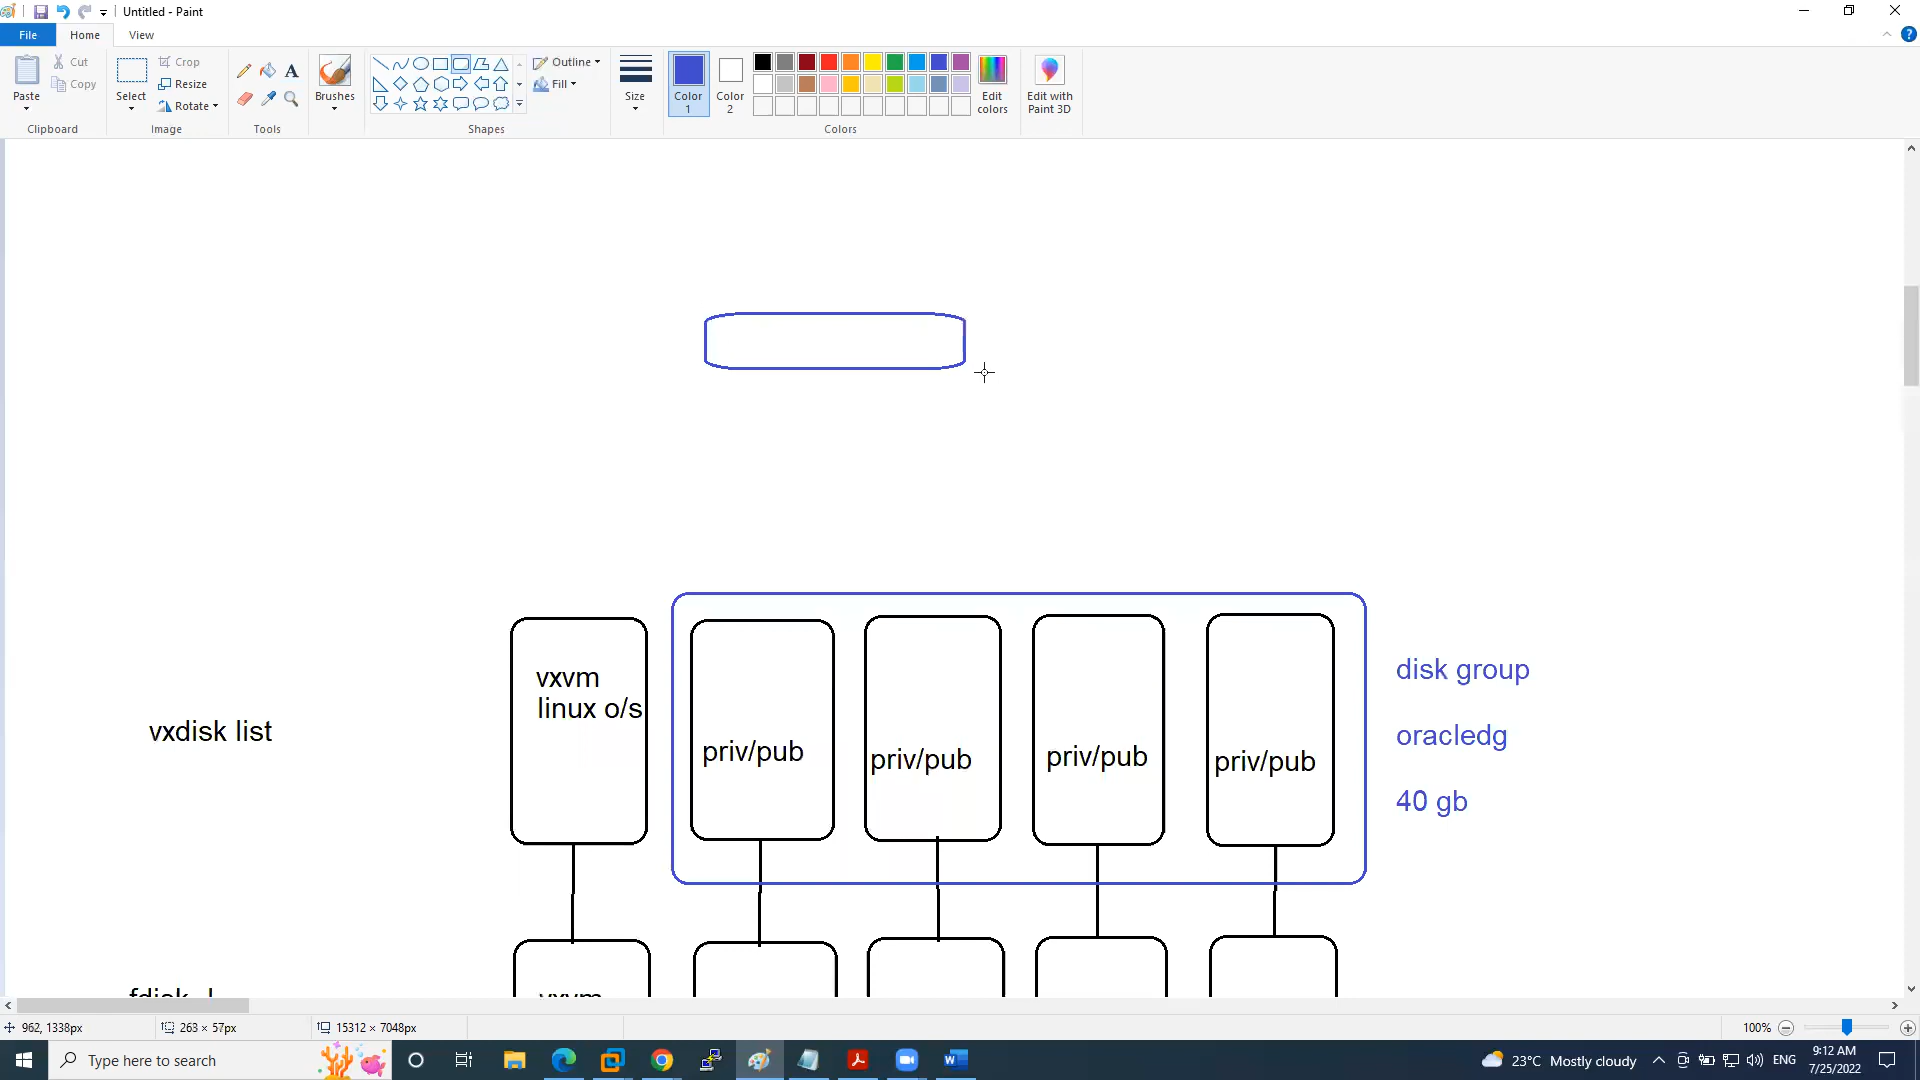 Untitled - Paint
File
Home
View
Paste
Cut
Copy
Clipboard
Select
Crop
Resize
Rotate
Image
Tools
Brushes
Shapes
Outline
Fill
Size
Color 1
Color 2
Colors
Edit colors
Edit with Paint 3D
vxdisk list
vxvm
linux o/s
priv/pub
priv/pub
priv/pub
priv/pub
disk group
oracledg
40 gb
962, 1338px
263 × 57px
15312 × 7048px
100%
Type here to search
23°C Mostly cloudy
ENG
9:12 AM
7/25/2022